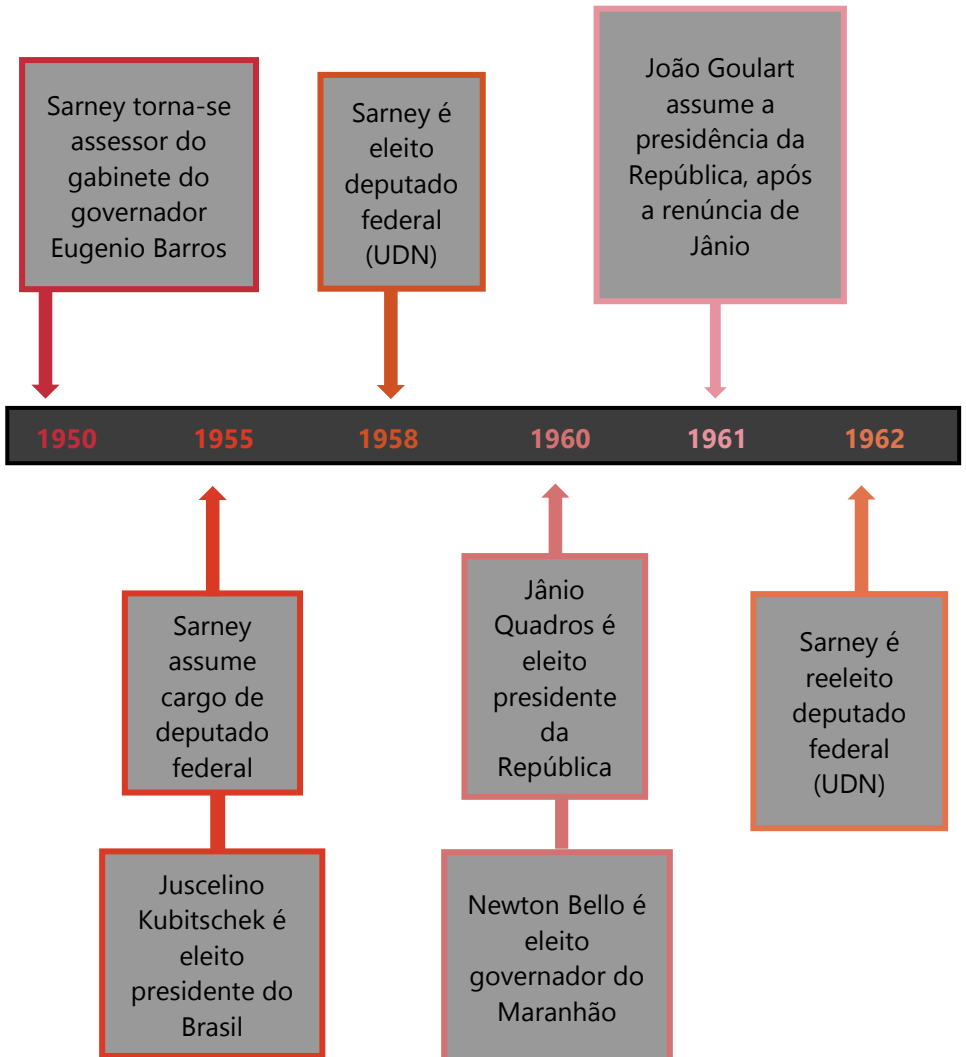 Sarney torna-se
assessor do
gabinete do
governador
Eugenio Barros
Sarney é
eleito
deputado
federal
(UDN)
João Goulart
assume a
presidência da
República, após
a renúncia de
Jânio
1950 1955 1958 1960 1961 1962
Sarney
assume
cargo de
deputado
federal
Juscelino
Kubitschek é
eleito
presidente do
Brasil
Jânio
Quadros é
eleito
presidente
da
República
Newton Bello é
eleito
governador do
Maranhão
Sarney é
reeleito
deputado
federal
(UDN)